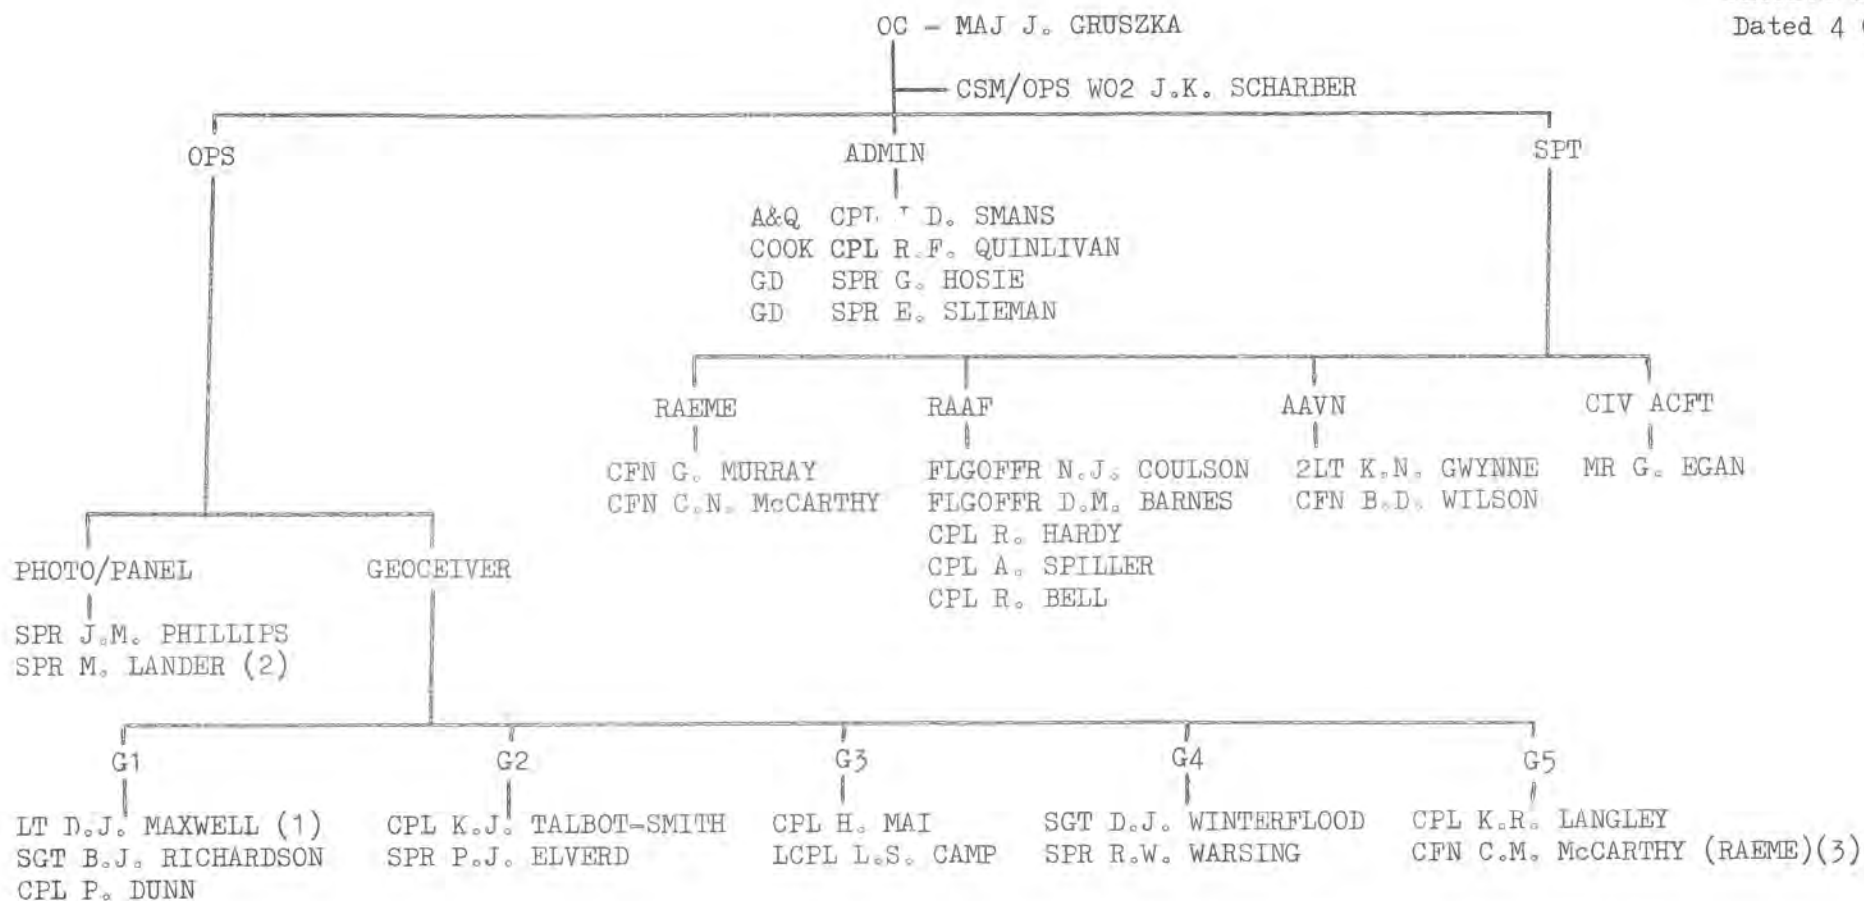 OC - MAJ J. GRUSZKA
Dated 4
CSM/OPS WO2 J.K. SCHARBER
OPS
ADMIN
SPT
A&Q D. SMANS
COOK CPL R.F. QUINLIVAN
GD SPR G. HOSIE
GD SPR E. SLIEMAN
RAEME
RAAF
AAVN
CIV ACFT
CFN G. MURRAY
CFN C.N. McCARTHY
FLGOFFR N.J. COULSON
FLGOFFR D.M. BARNES
CPL R. HARDY
CPL A. SPILLER
CPL R. BELL
2LT K.N. GWYNNE
CFN B.D. WILSON
MR G. EGAN
PHOTO/PANEL
GEOCEIVER
SPR J.M. PHILLIPS
SPR M. LANDER (2)
G1
G2
G3
G4
G5
LT D.J. MAXWELL (1)
SGT B.J. RICHARDSON
CPL P. DUNN
CPL K.J. TALBOT-SMITH
SPR P.J. ELVERD
CPL H. MAI
LCPL L.S. CAMP
SGT D.J. WINTERFLOOD
SPR R.W. WARSING
CPL K.R. LANGLEY
CFN C.M. McCARTHY (RAEME)(3)